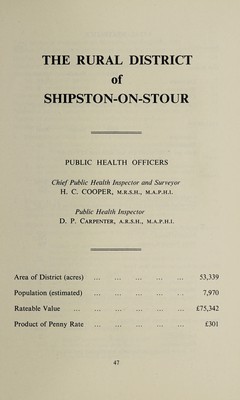 THE RURAL DISTRICT
of
SHIPSTON-ON-STOUR
PUBLIC HEALTH OFFICERS
Chief Public Health Inspector and Surveyor
H. C. COOPER, M.R.S.H., M.A.P.H.I.
Public Health Inspector
D. P. CARPENTER, A.R.S.H., M.A.P.H.I.
Area of District (acres) ... ... ... ... ... 53,339
Population (estimated) ... ... ... ... ... 7,970
Rateable Value ... ... ... ... ... ... £75,342
Product of Penny Rate ... ... ... ... ... £301
47